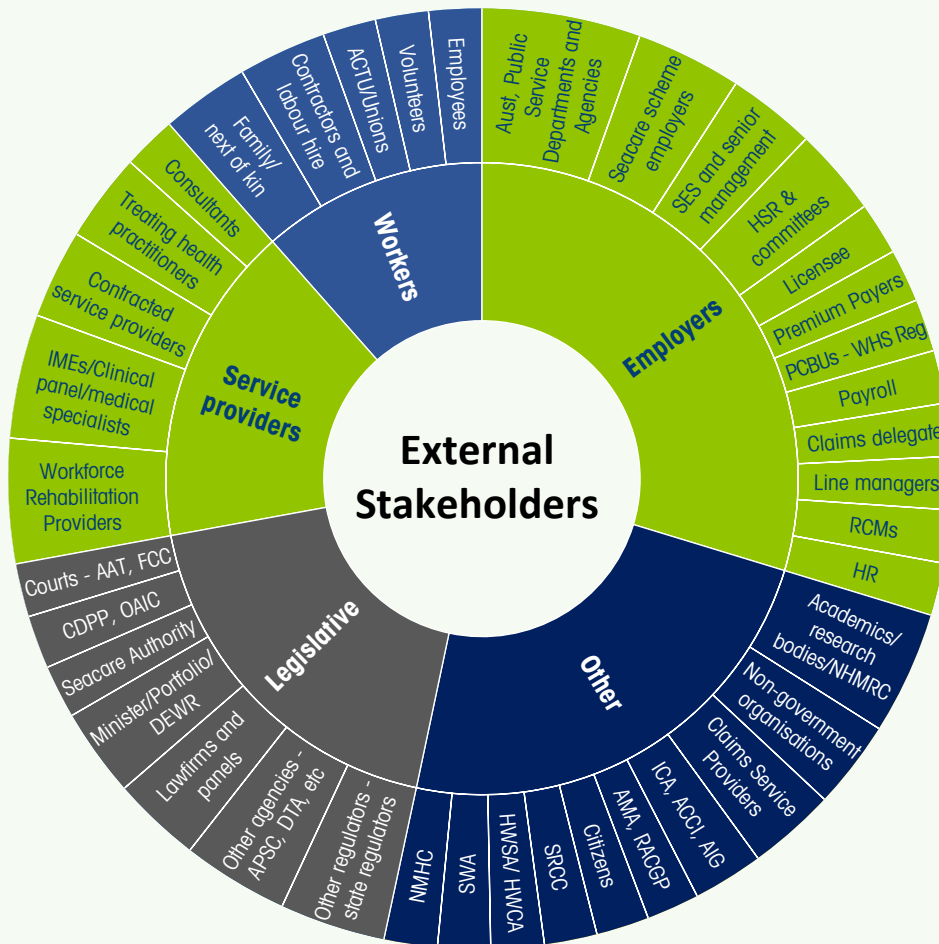 External
Stakeholders
Employers
Aust, Public
Service
Departments and
Agencies
Seacare scheme
employers
SES and senior
management
HSR &
committees
Licensee
Premium Payers
PCBUs - WHS Reg
Payroll
Claims delegate
Line managers
RCMs
HR
Other
Academics/
research
bodies/NHMRC
Non-government
organisations
Claims Service
Providers
ICA, ACCI, AIG
AMA, RACGP
Citizens
SRCC
HWSA/ HWCA
SWA
NMHC
Legislative
Other regulators -
state regulators
Other agencies -
APSC, DTA, etc
Lawfirms and
panels
Minister/Portfolio/
DEWR
Seacare Authority
CDPP, OAIC
Courts - AAT, FCC
Service
providers
Workforce
Rehabilitation
Providers
IMEs/Clinical
panel/medical
specialists
Contracted
service providers
Treating health
practitioners
Consultants
Workers
Family/
next of kin
Contractors and
labour hire
ACTU/Unions
Volunteers
Employees